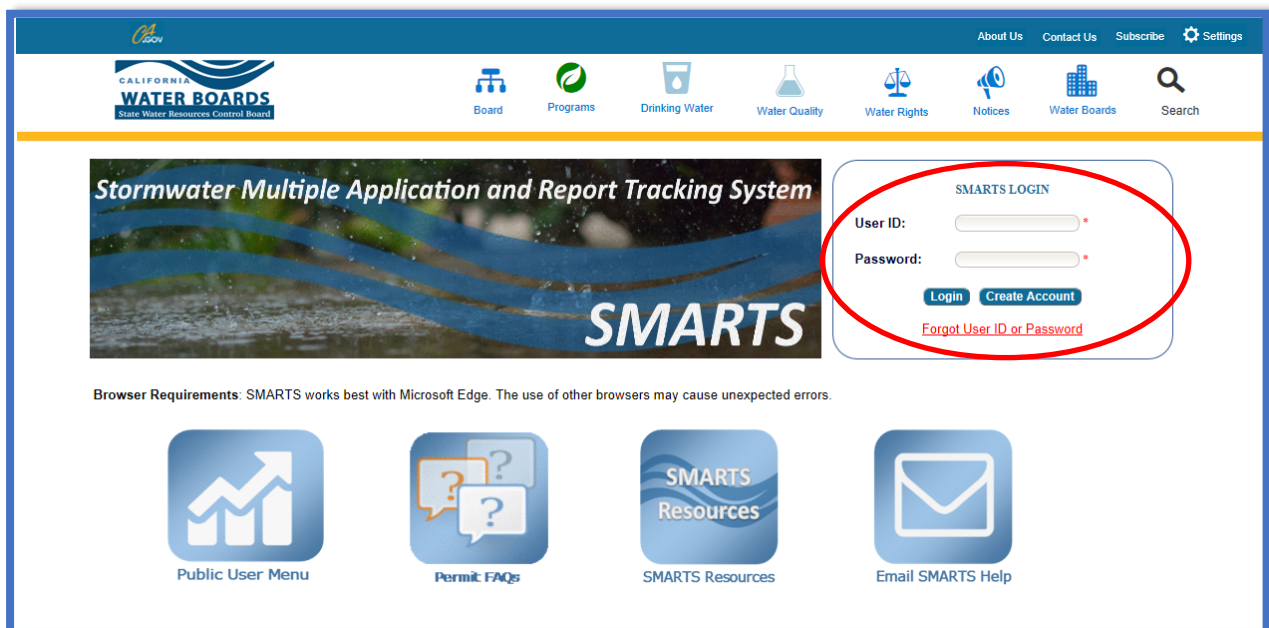 CA.GOV
About Us Contact Us Subscribe Settings
CALIFORNIA
WATER BOARDS
State Water Resources Control Board
Board Programs Drinking Water Water Quality Water Rights Notices Water Boards Search
Stormwater Multiple Application and Report Tracking System
SMARTS
SMARTS LOGIN
User ID: *
Password: *
Login Create Account
Forgot User ID or Password
Browser Requirements: SMARTS works best with Microsoft Edge. The use of other browsers may cause unexpected errors.
?
?
?
SMARTS
Resources
Public User Menu Permit FAQs SMARTS Resources Email SMARTS Help